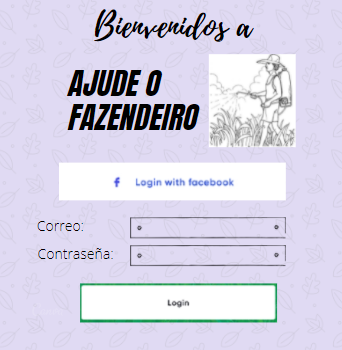 Bienvenidos a
AJUDE O
FAZENDEIRO
f Login with facebook
Correo:
Contraseña:
Login